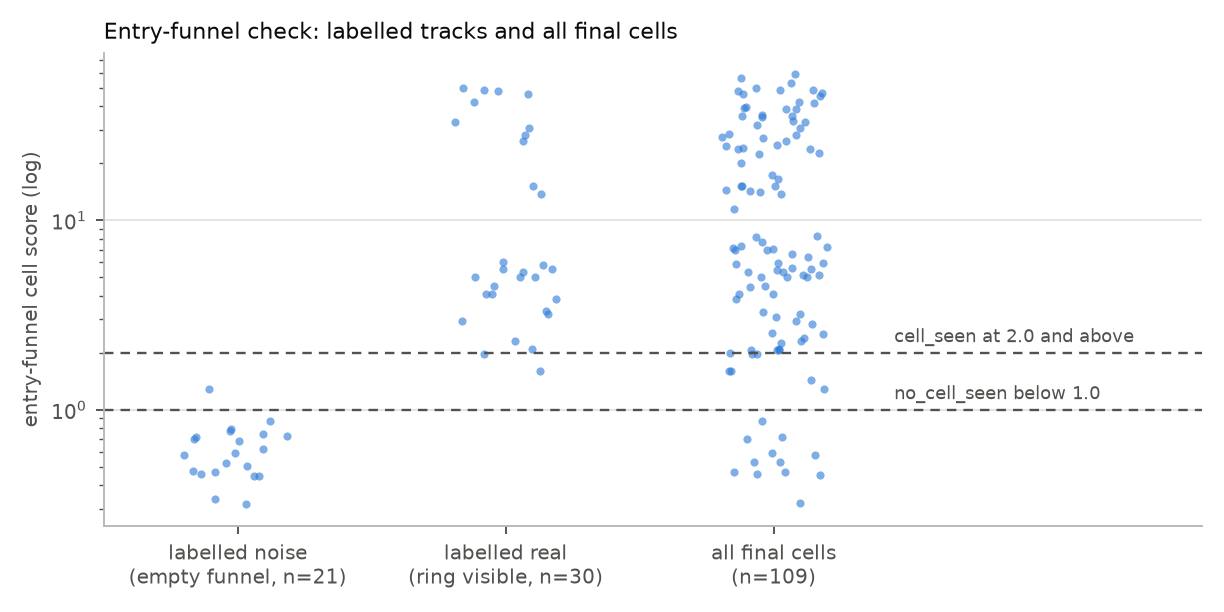 Entry-funnel check: labelled tracks and all final cells
entry-funnel cell score (log)
10¹
10⁰
cell_seen at 2.0 and above
no_cell_seen below 1.0
labelled noise
(empty funnel, n=21)
labelled real
(ring visible, n=30)
all final cells
(n=109)